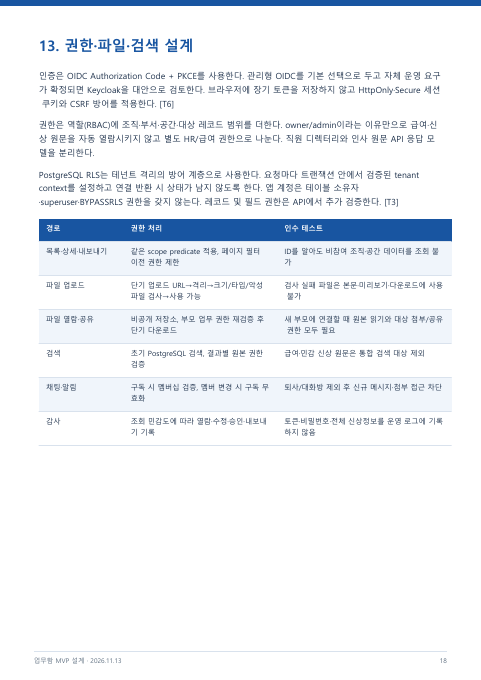 13. 권한·파일·검색 설계
인증은 OIDC Authorization Code + PKCE를 사용한다. 관리형 OIDC를 기본 선택으로 두고 자체 운영 요구
가 확정되면 Keycloak을 대안으로 검토한다. 브라우저에 장기 토큰을 저장하지 않고 HttpOnly·Secure 세션
쿠키와 CSRF 방어를 적용한다. [T6]
권한은 역할(RBAC)에 조직·부서·공간·대상 레코드 범위를 더한다. owner/admin이라는 이유만으로 급여·신
상 원문을 자동 열람시키지 않고 별도 HR/급여 권한으로 나눈다. 직원 디렉터리와 인사 원문 API 응답 모
델을 분리한다.
PostgreSQL RLS는 테넌트 격리의 방어 계층으로 사용한다. 요청마다 트랜잭션 안에서 검증된 tenant
context를 설정하고 연결 반환 시 상태가 남지 않도록 한다. 앱 계정은 테이블 소유자
·superuser·BYPASSRLS 권한을 갖지 않는다. 레코드 및 필드 권한은 API에서 추가 검증한다. [T3]
경로 권한 처리 인수 테스트
목록·상세·내보내기 같은 scope predicate 적용, 페이지 필터 ID를 알아도 비참여 조직·공간 데이터를 조회 불
이전 권한 제한 가
파일 업로드 단기 업로드 URL→격리→크기/타입/악성 검사 실패 파일은 본문·미리보기·다운로드에 사용
파일 검사→사용 가능 불가
파일 열람·공유 비공개 저장소, 부모 업무 권한 재검증 후 새 부모에 연결할 때 원본 읽기와 대상 첨부/공유
단기 다운로드 권한 모두 필요
검색 초기 PostgreSQL 검색, 결과별 원본 권한 급여·민감 신상 원문은 통합 검색 대상 제외
검증
채팅·알림 구독 시 멤버십 검증, 멤버 변경 시 구독 무 퇴사/대화방 제외 후 신규 메시지·첨부 접근 차단
효화
감사 조회 민감도에 따라 열람·수정·승인·내보내 토큰·비밀번호·전체 신상정보를 운영 로그에 기록
기 기록 하지 않음
업무함 MVP 설계 · 2026.11.13 18